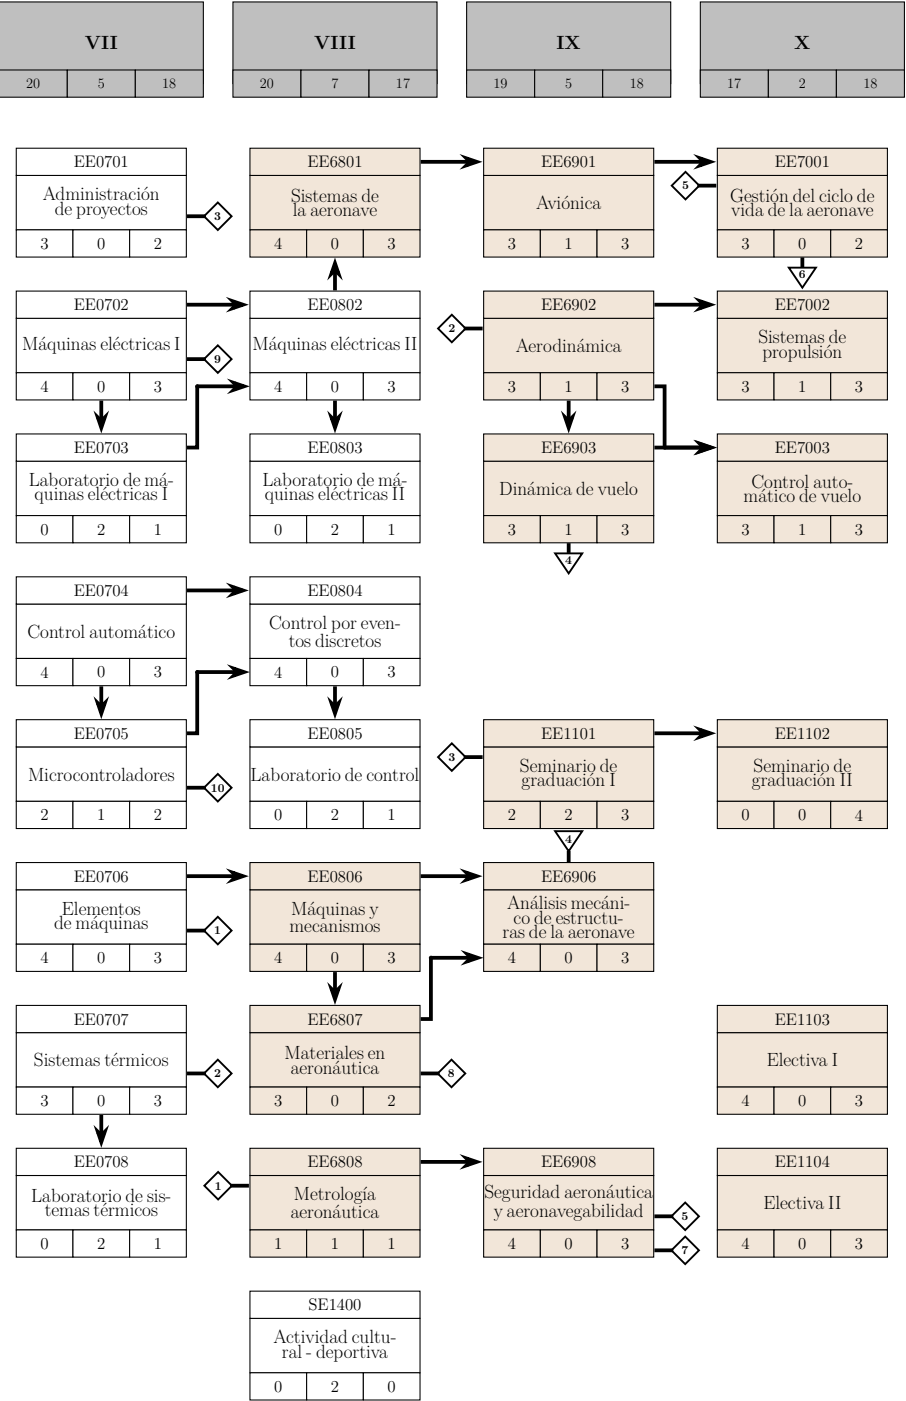 VII
20 5 18
VIII
20 7 17
IX
19 5 18
X
17 2 18
EE0701
Administración
de proyectos
3 0 2
3
EE6801
Sistemas de
la aeronave
4 0 3
EE6901
Aviónica
3 1 3
5
EE7001
Gestión del ciclo de
vida de la aeronave
3 0 2
6
EE0702
Máquinas eléctricas I
4 0 3
9
EE0802
Máquinas eléctricas II
4 0 3
2
EE6902
Aerodinámica
3 1 3
EE7002
Sistemas de
propulsión
3 1 3
EE0703
Laboratorio de má-
quinas eléctricas I
0 2 1
EE0803
Laboratorio de má-
quinas eléctricas II
0 2 1
EE6903
Dinámica de vuelo
3 1 3
4
EE7003
Control auto-
mático de vuelo
3 1 3
EE0704
Control automático
4 0 3
EE0804
Control por even-
tos discretos
4 0 3
EE0705
Microcontroladores
2 1 2
10
EE0805
Laboratorio de control
0 2 1
3
EE1101
Seminario de
graduación I
2 2 3
EE1102
Seminario de
graduación II
0 0 4
EE0706
Elementos
de máquinas
4 0 3
1
EE0806
Máquinas y
mecanismos
4 0 3
4
EE6906
Análisis mecáni-
co de estructu-
ras de la aeronave
4 0 3
EE0707
Sistemas térmicos
3 0 3
2
EE6807
Materiales en
aeronáutica
3 0 2
8
EE1103
Electiva I
4 0 3
EE0708
Laboratorio de sis-
temas térmicos
0 2 1
1
EE6808
Metrología
aeronáutica
1 1 1
EE6908
Seguridad aeronáutica
y aeronavegabilidad
4 0 3
5
7
EE1104
Electiva II
4 0 3
SE1400
Actividad cultu-
ral - deportiva
0 2 0